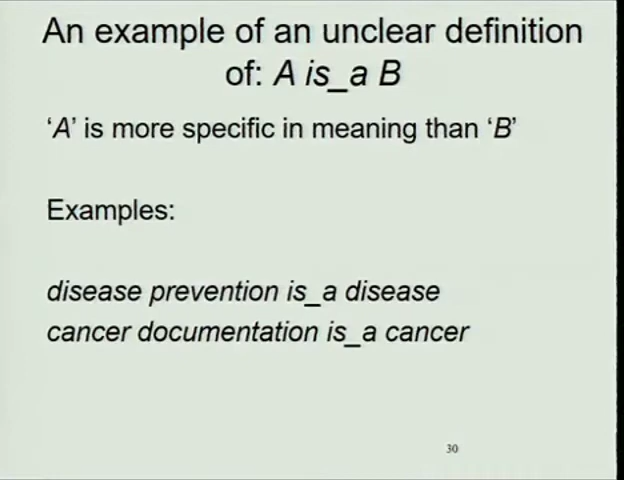 An example of an unclear definition
of: A is_a B
‘A’ is more specific in meaning than ‘B’
Examples:
disease prevention is_a disease
cancer documentation is_a cancer
30